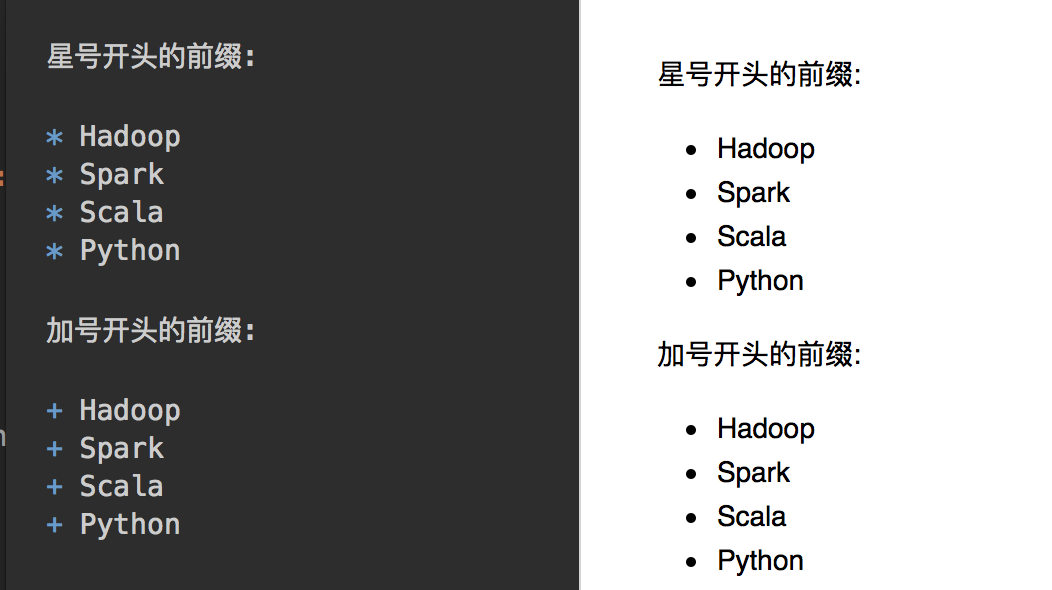 星号开头的前缀:
* Hadoop
* Spark
* Scala
* Python
加号开头的前缀:
+ Hadoop
+ Spark
+ Scala
+ Python
星号开头的前缀:
• Hadoop
• Spark
• Scala
• Python
加号开头的前缀:
• Hadoop
• Spark
• Scala
• Python